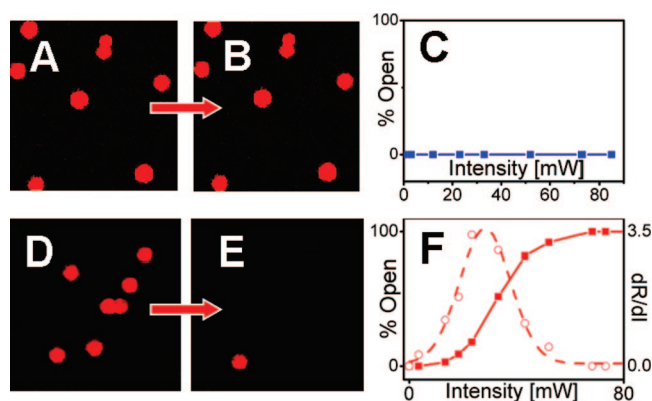 A
B
C
100
% Open
0
Intensity [mW]
0 20 40 60 80
D
E
F
100
% Open
0
3.5
dR/dI
0.0
0 Intensity [mW] 80